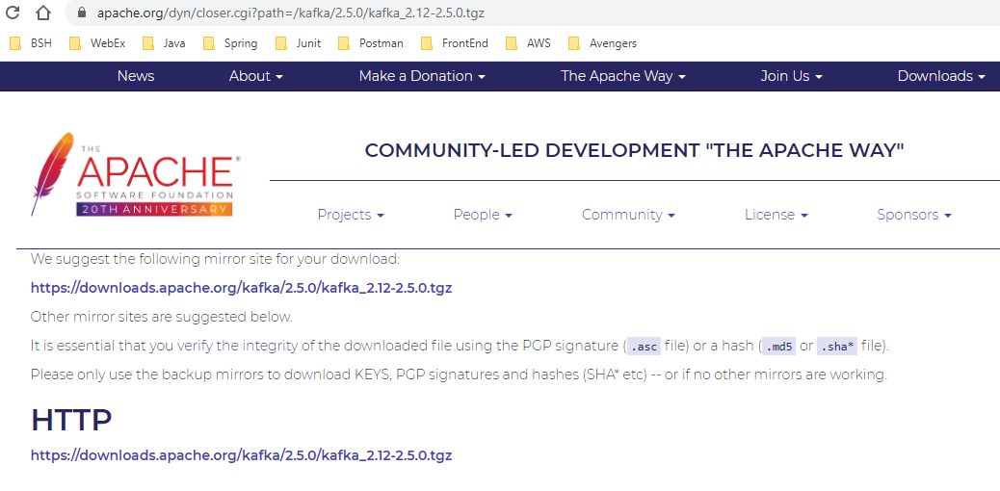 apache.org/dyn/closer.cgi?path=/kafka/2.5.0/kafka_2.12-2.5.0.tgz
BSH WebEx Java Spring Junit Postman FrontEnd AWS Avengers
News About Make a Donation The Apache Way Join Us Downloads
THE
APACHE®
SOFTWARE FOUNDATION
20TH ANNIVERSARY
COMMUNITY-LED DEVELOPMENT "THE APACHE WAY"
Projects People Community License Sponsors
We suggest the following mirror site for your download:
https://downloads.apache.org/kafka/2.5.0/kafka_2.12-2.5.0.tgz
Other mirror sites are suggested below.
It is essential that you verify the integrity of the downloaded file using the PGP signature ( .asc file) or a hash ( .md5 or .sha* file).
Please only use the backup mirrors to download KEYS, PGP signatures and hashes (SHA* etc) -- or if no other mirrors are working.
HTTP
https://downloads.apache.org/kafka/2.5.0/kafka_2.12-2.5.0.tgz